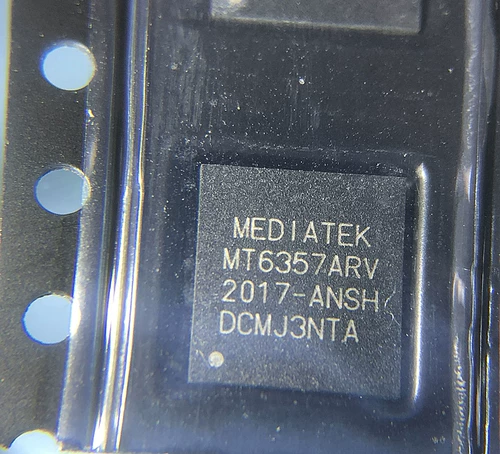 MEDIATEK
MT6357ARV
2017-ANSH
DCMJ3NTA